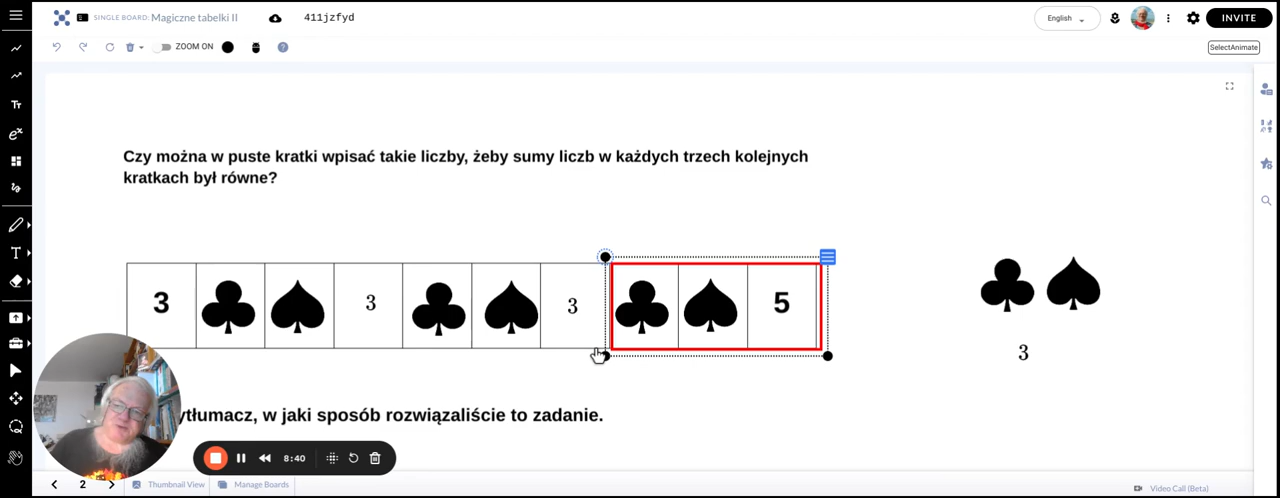 SINGLE BOARD: Magiczne tabelki II
411jzfyd
English
INVITE
ZOOM ON
SelectAnimate
Czy można w puste kratki wpisać takie liczby, żeby sumy liczb w każdych trzech kolejnych
kratkach był równe?
3 3 3 5
3
ytłumacz, w jaki sposób rozwiązaliście to zadanie.
8:40
2 Thumbnail View Manage Boards
Video Call (Beta)
Tт
eˣ
T